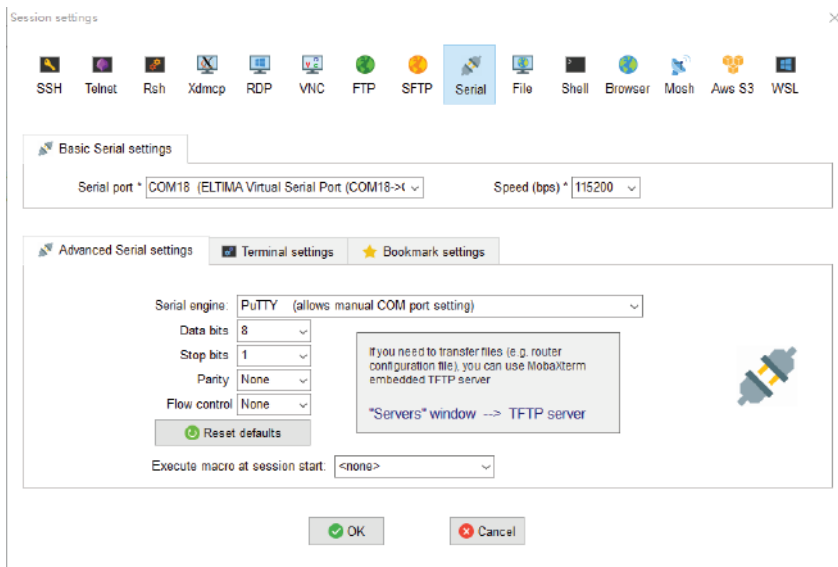 Session settings
SSH Telnet Rsh Xdmcp RDP VNC FTP SFTP Serial File Shell Browser Mosh Aws S3 WSL
Basic Serial settings
Serial port * COM18 (ELTIMA Virtual Serial Port (COM18->( Speed (bps) * 115200
Advanced Serial settings Terminal settings Bookmark settings
Serial engine: PuTTY (allows manual COM port setting)
Data bits 8
Stop bits 1
Parity None
Flow control None
If you need to transfer files (e.g. router
configuration file), you can use MobaXterm
embedded TFTP server
"Servers" window --> TFTP server
Reset defaults
Execute macro at session start: <none>
OK Cancel